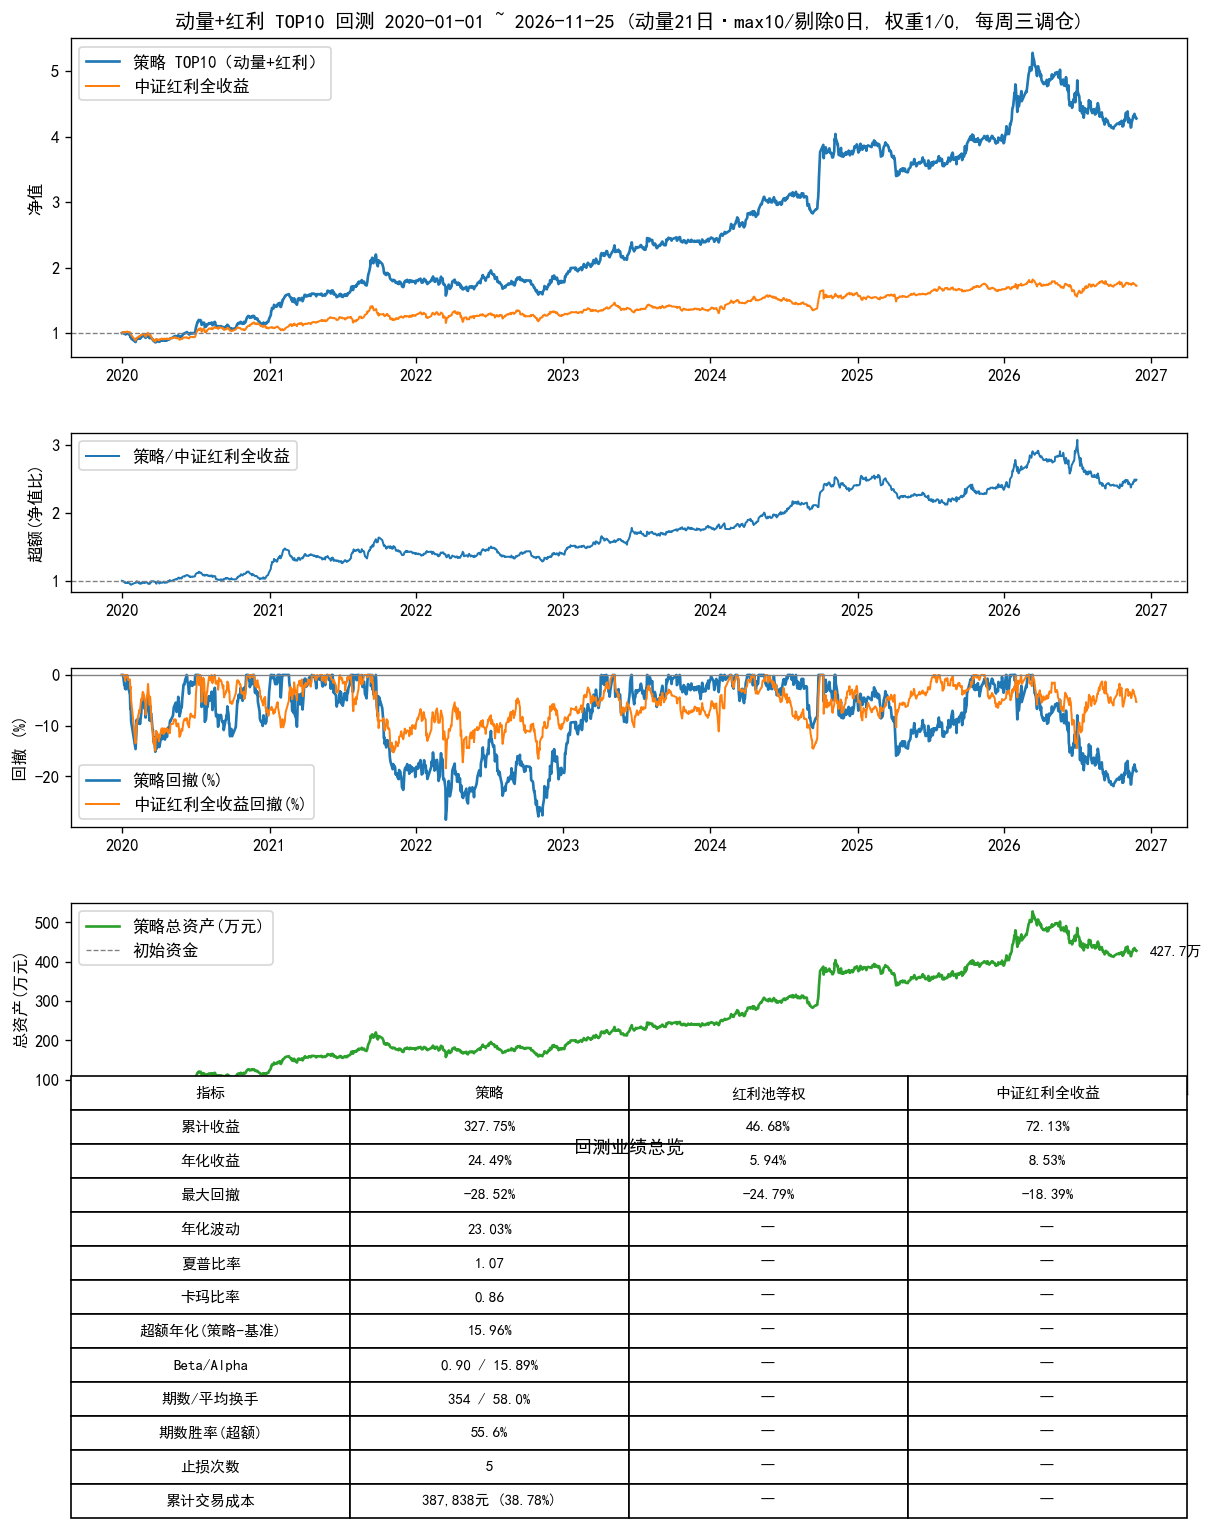 动量+红利 TOP10 回测 2020-01-01 ~ 2026-11-25 (动量21日·max10/剔除0日, 权重1/0, 每周三调仓)
策略 TOP10（动量+红利）
中证红利全收益
净值
5
4
3
2
1
2020 2021 2022 2023 2024 2025 2026 2027
策略/中证红利全收益
超额(净值比)
3
2
1
2020 2021 2022 2023 2024 2025 2026 2027
回撤 (%)
0
-10
-20
策略回撤(%)
中证红利全收益回撤(%)
2020 2021 2022 2023 2024 2025 2026 2027
策略总资产(万元)
初始资金
总资产(万元)
500
400
300
200
100
427.7万
指标 策略 红利池等权 中证红利全收益
累计收益 327.75% 46.68% 72.13%
回测业绩总览
年化收益 24.49% 5.94% 8.53%
最大回撤 -28.52% -24.79% -18.39%
年化波动 23.03% — —
夏普比率 1.07 — —
卡玛比率 0.86 — —
超额年化(策略-基准) 15.96% — —
Beta/Alpha 0.90 / 15.89% — —
期数/平均换手 354 / 58.0% — —
期数胜率(超额) 55.6% — —
止损次数 5 — —
累计交易成本 387,838元 (38.78%) — —